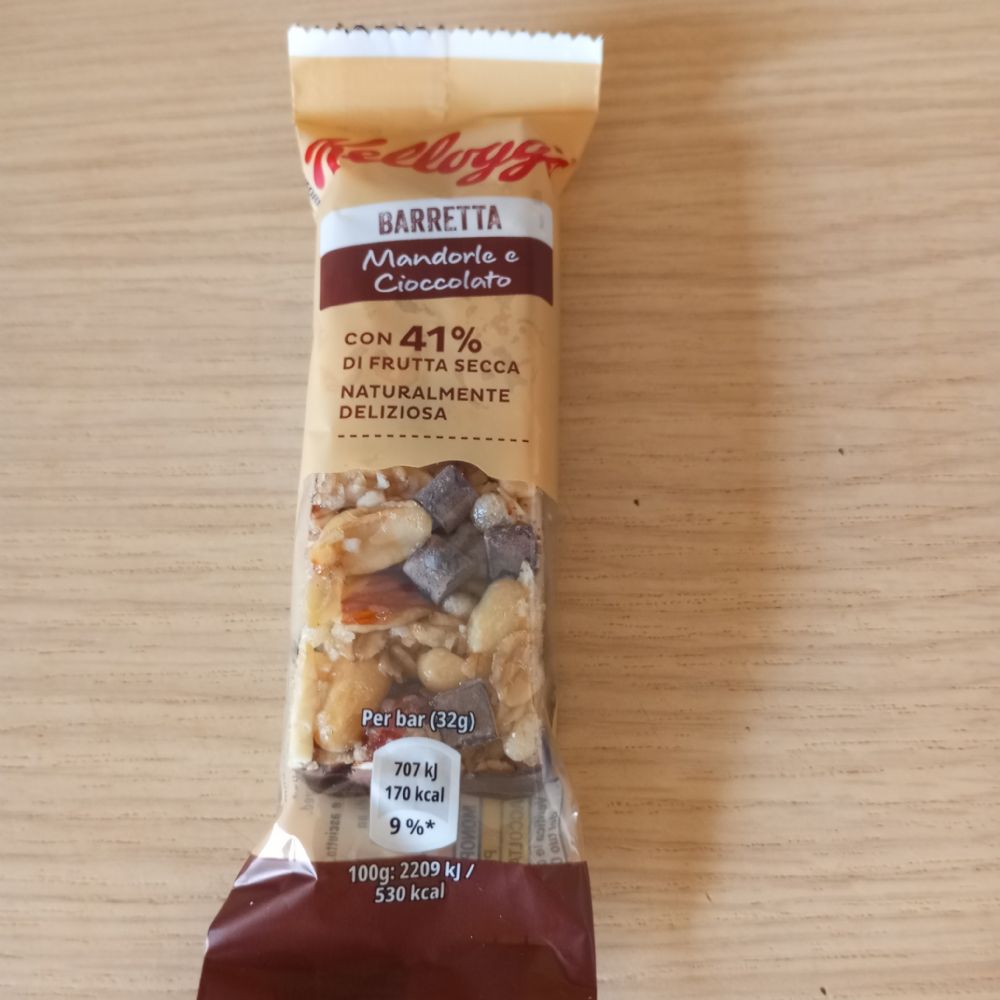 Kellogg's
BARRETTA
Mandorle e
Cioccolato
CON 41%
DI FRUTTA SECCA
NATURALMENTE
DELIZIOSA
Per bar (32g)
707 kJ
170 kcal
9%*
100g: 2209 kJ /
530 kcal